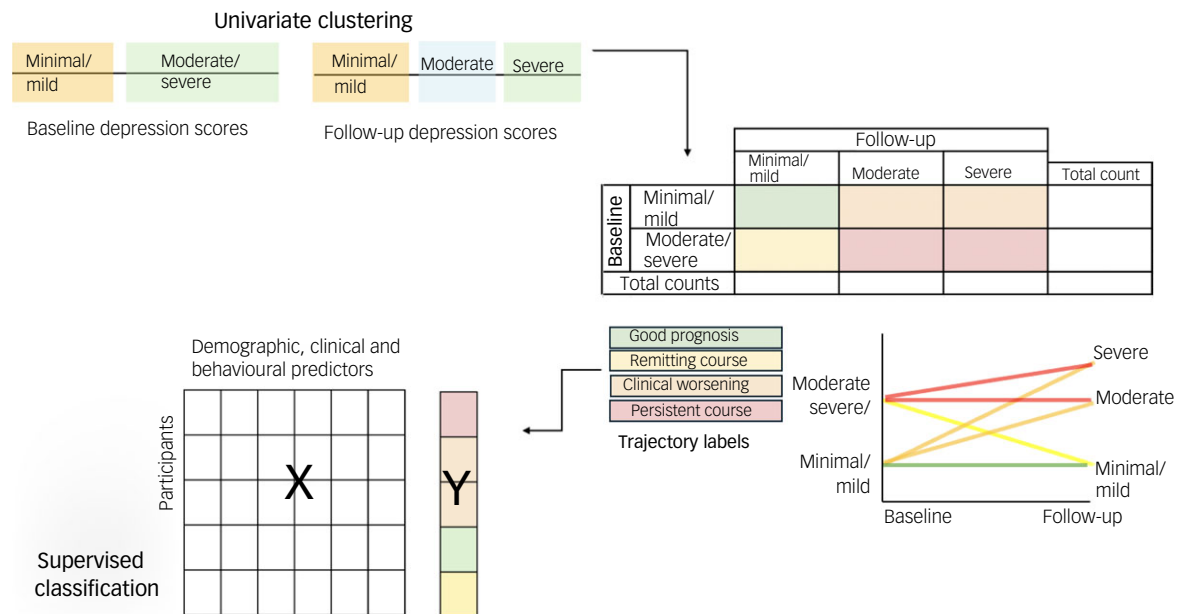 Univariate clustering
Minimal/
mild
Moderate/
severe
Minimal/
mild
Moderate
Severe
Baseline depression scores
Follow-up depression scores
Follow-up
Minimal/
mild
Moderate
Severe
Total count
Baseline
Minimal/
mild
Moderate/
severe
Total counts
Good prognosis
Remitting course
Clinical worsening
Persistent course
Trajectory labels
Demographic, clinical and
behavioural predictors
Participants
X
Y
Supervised
classification
Moderate
severe/
Minimal/
mild
Severe
Moderate
Minimal/
mild
Baseline
Follow-up